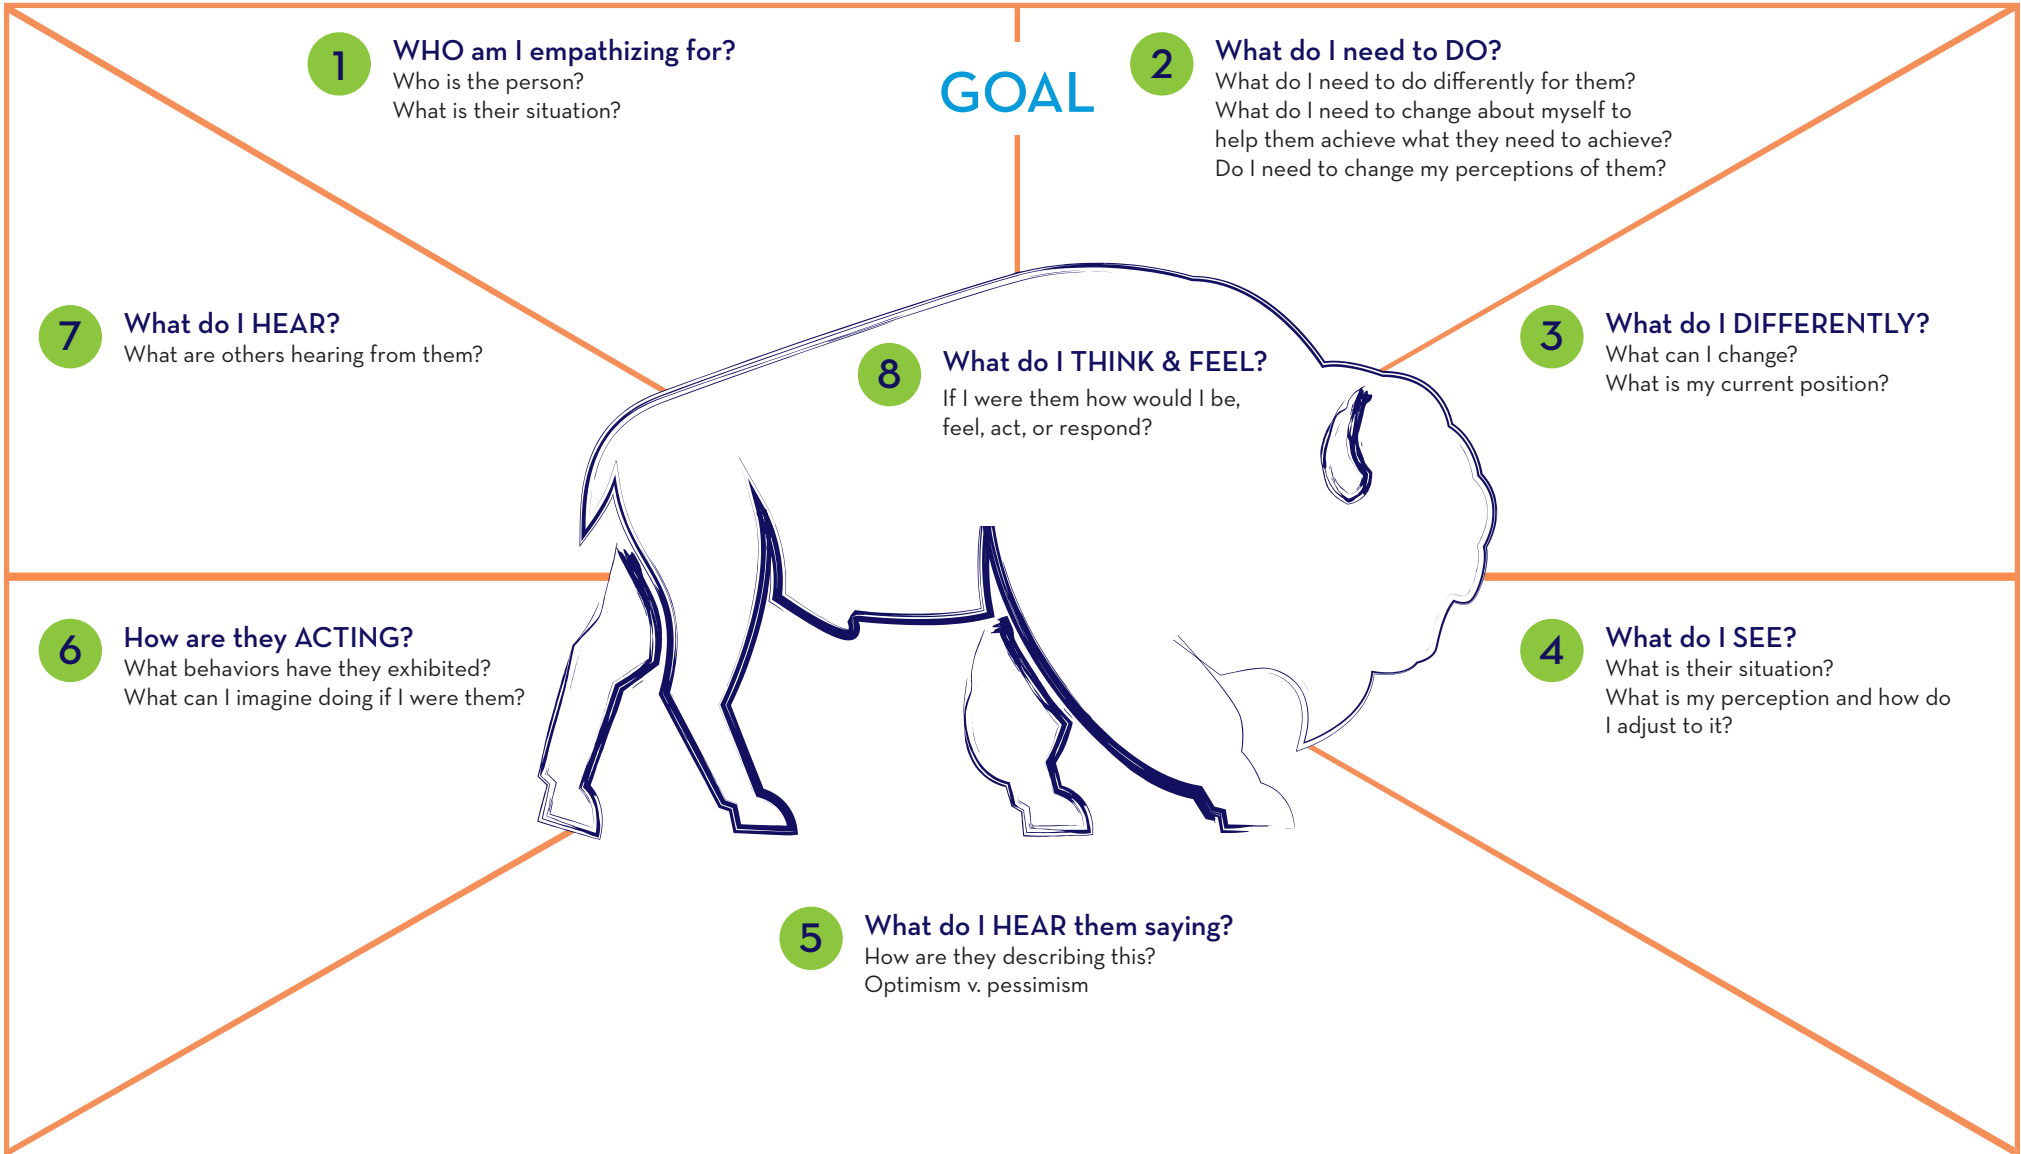 GOAL
1
WHO am I empathizing for?
Who is the person?
What is their situation?
2
What do I need to DO?
What do I need to do differently for them?
What do I need to change about myself to
help them achieve what they need to achieve?
Do I need to change my perceptions of them?
3
What do I DIFFERENTLY?
What can I change?
What is my current position?
4
What do I SEE?
What is their situation?
What is my perception and how do
I adjust to it?
5
What do I HEAR them saying?
How are they describing this?
Optimism v. pessimism
6
How are they ACTING?
What behaviors have they exhibited?
What can I imagine doing if I were them?
7
What do I HEAR?
What are others hearing from them?
8
What do I THINK & FEEL?
If I were them how would I be,
feel, act, or respond?